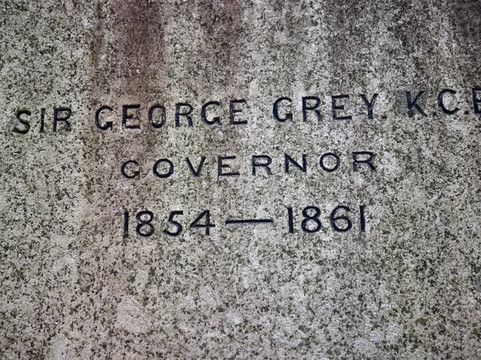 SIR GEORGE GREY. K.C.B
GOVERNOR
1854 — 1861